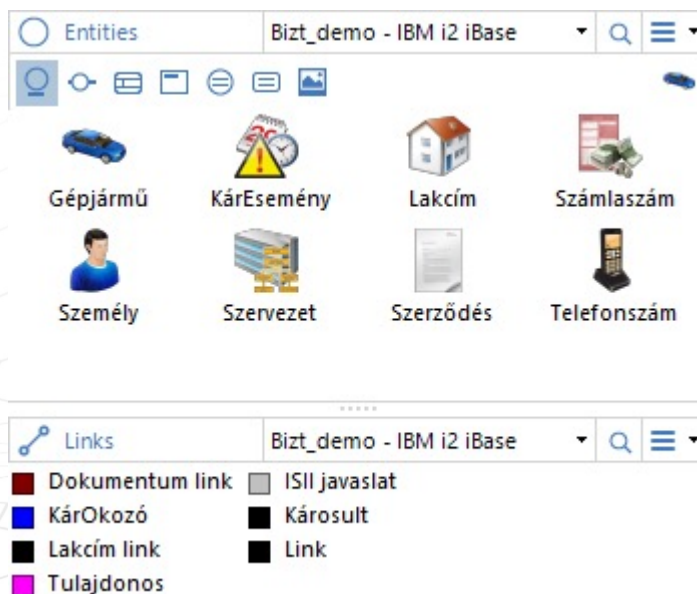 Entities Bizt_demo - IBM i2 iBase
Gépjármű KárEsemény Lakcím Számlaszám
Személy Szervezet Szerződés Telefonszám
Links Bizt_demo - IBM i2 iBase
Dokumentum link ISII javaslat
KárOkozó Károsult
Lakcím link Link
Tulajdonos